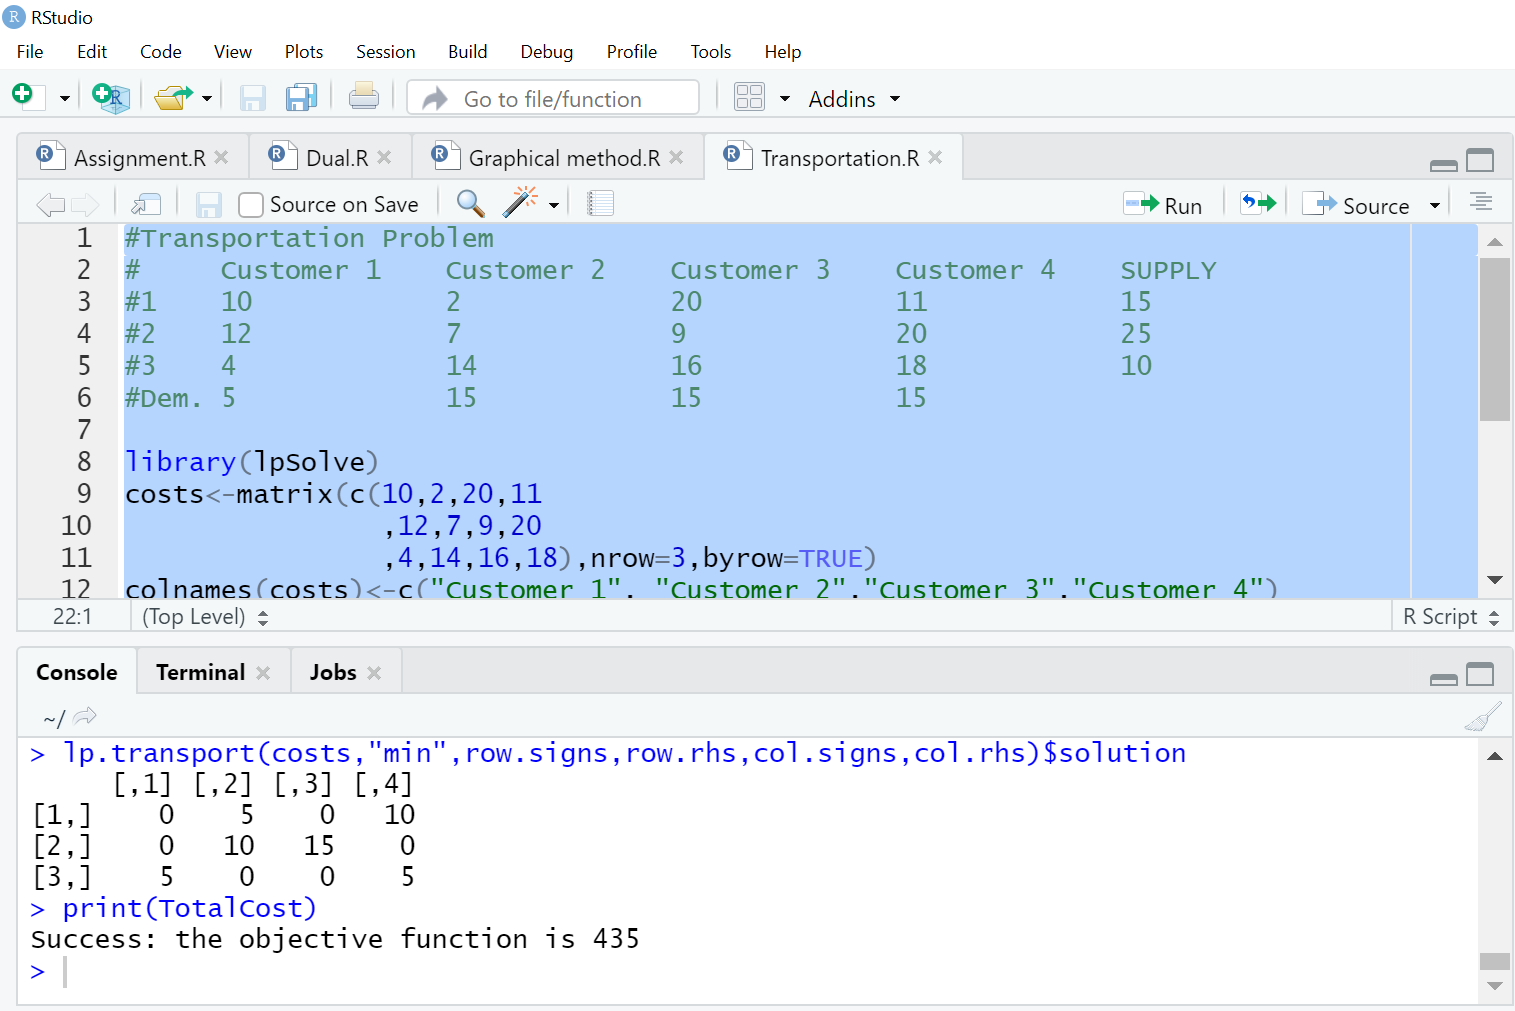 RStudio
File Edit Code View Plots Session Build Debug Profile Tools Help
Go to file/function Addins
Assignment.R Dual.R Graphical method.R Transportation.R
Source on Save Run Source
1 #Transportation Problem
2 # Customer 1 Customer 2 Customer 3 Customer 4 SUPPLY
3 #1 10 2 20 11 15
4 #2 12 7 9 20 25
5 #3 4 14 16 18 10
6 #Dem. 5 15 15 15
7
8 library(lpSolve)
9 costs<-matrix(c(10,2,20,11
10 ,12,7,9,20
11 ,4,14,16,18),nrow=3,byrow=TRUE)
12 colnames(costs)<-c("Customer 1", "Customer 2","Customer 3","Customer 4")
22:1 (Top Level) R Script
Console Terminal Jobs
~/
> lp.transport(costs,"min",row.signs,row.rhs,col.signs,col.rhs)$solution
[,1] [,2] [,3] [,4]
[1,] 0 5 0 10
[2,] 0 10 15 0
[3,] 5 0 0 5
> print(TotalCost)
Success: the objective function is 435
>